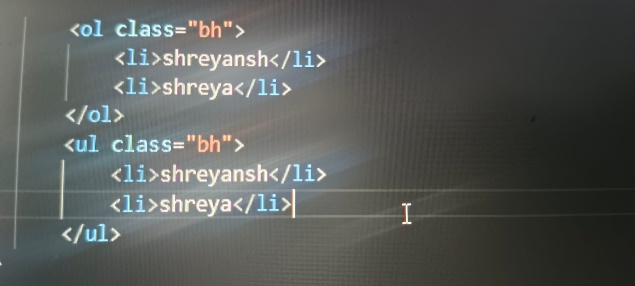 <ol class="bh">
<li>shreyansh</li>
<li>shreya</li>
</ol>
<ul class="bh">
<li>shreyansh</li>
<li>shreya</li>
</ul>